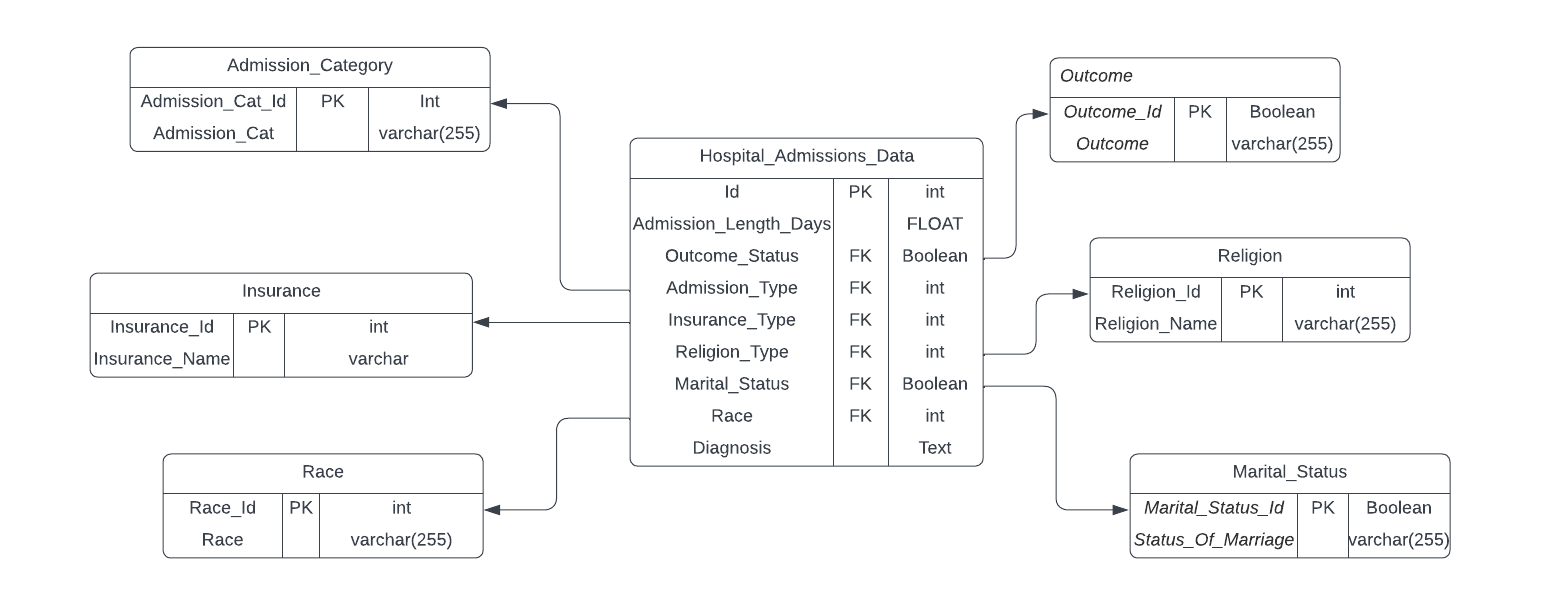 Admission_Category
Admission_Cat_Id PK Int
Admission_Cat varchar(255)
Insurance
Insurance_Id PK int
Insurance_Name varchar
Race
Race_Id PK int
Race varchar(255)
Hospital_Admissions_Data
Id PK int
Admission_Length_Days FLOAT
Outcome_Status FK Boolean
Admission_Type FK int
Insurance_Type FK int
Religion_Type FK int
Marital_Status FK Boolean
Race FK int
Diagnosis Text
Outcome
Outcome_Id PK Boolean
Outcome varchar(255)
Religion
Religion_Id PK int
Religion_Name varchar(255)
Marital_Status
Marital_Status_Id PK Boolean
Status_Of_Marriage varchar(255)